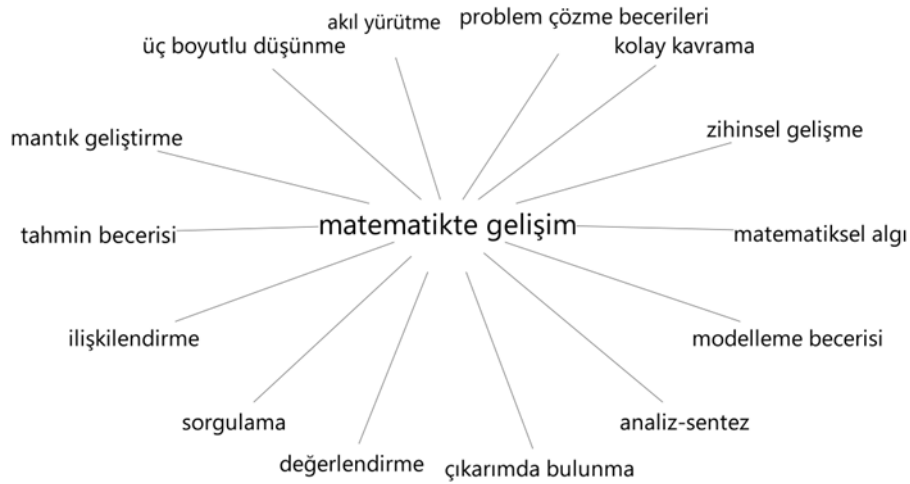 akıl yürütme
problem çözme becerileri
üç boyutlu düşünme
kolay kavrama
mantık geliştirme
zihinsel gelişme
tahmin becerisi
matematikte gelişim
matematiksel algı
ilişkilendirme
modelleme becerisi
sorgulama
analiz-sentez
değerlendirme
çıkarımda bulunma